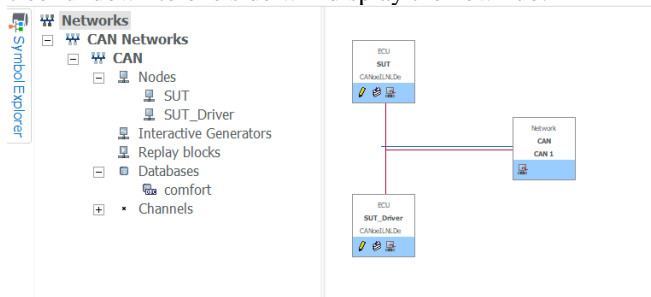 Symbol Explorer
Networks
CAN Networks
CAN
Nodes
SUT
SUT_Driver
Interactive Generators
Replay blocks
Databases
comfort
Channels
ECU
SUT
CANoeILNLDe
Network
CAN
CAN 1
ECU
SUT_Driver
CANoeILNLDe